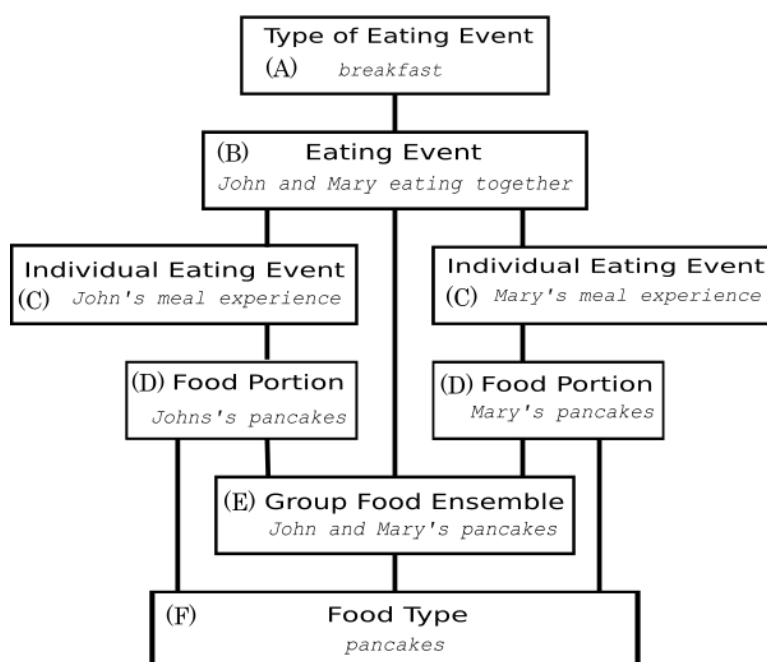 Type of Eating Event
(A) breakfast
(B) Eating Event
John and Mary eating together
Individual Eating Event
(C) John's meal experience
Individual Eating Event
(C) Mary's meal experience
(D) Food Portion
Johns's pancakes
(D) Food Portion
Mary's pancakes
(E) Group Food Ensemble
John and Mary's pancakes
(F) Food Type
pancakes